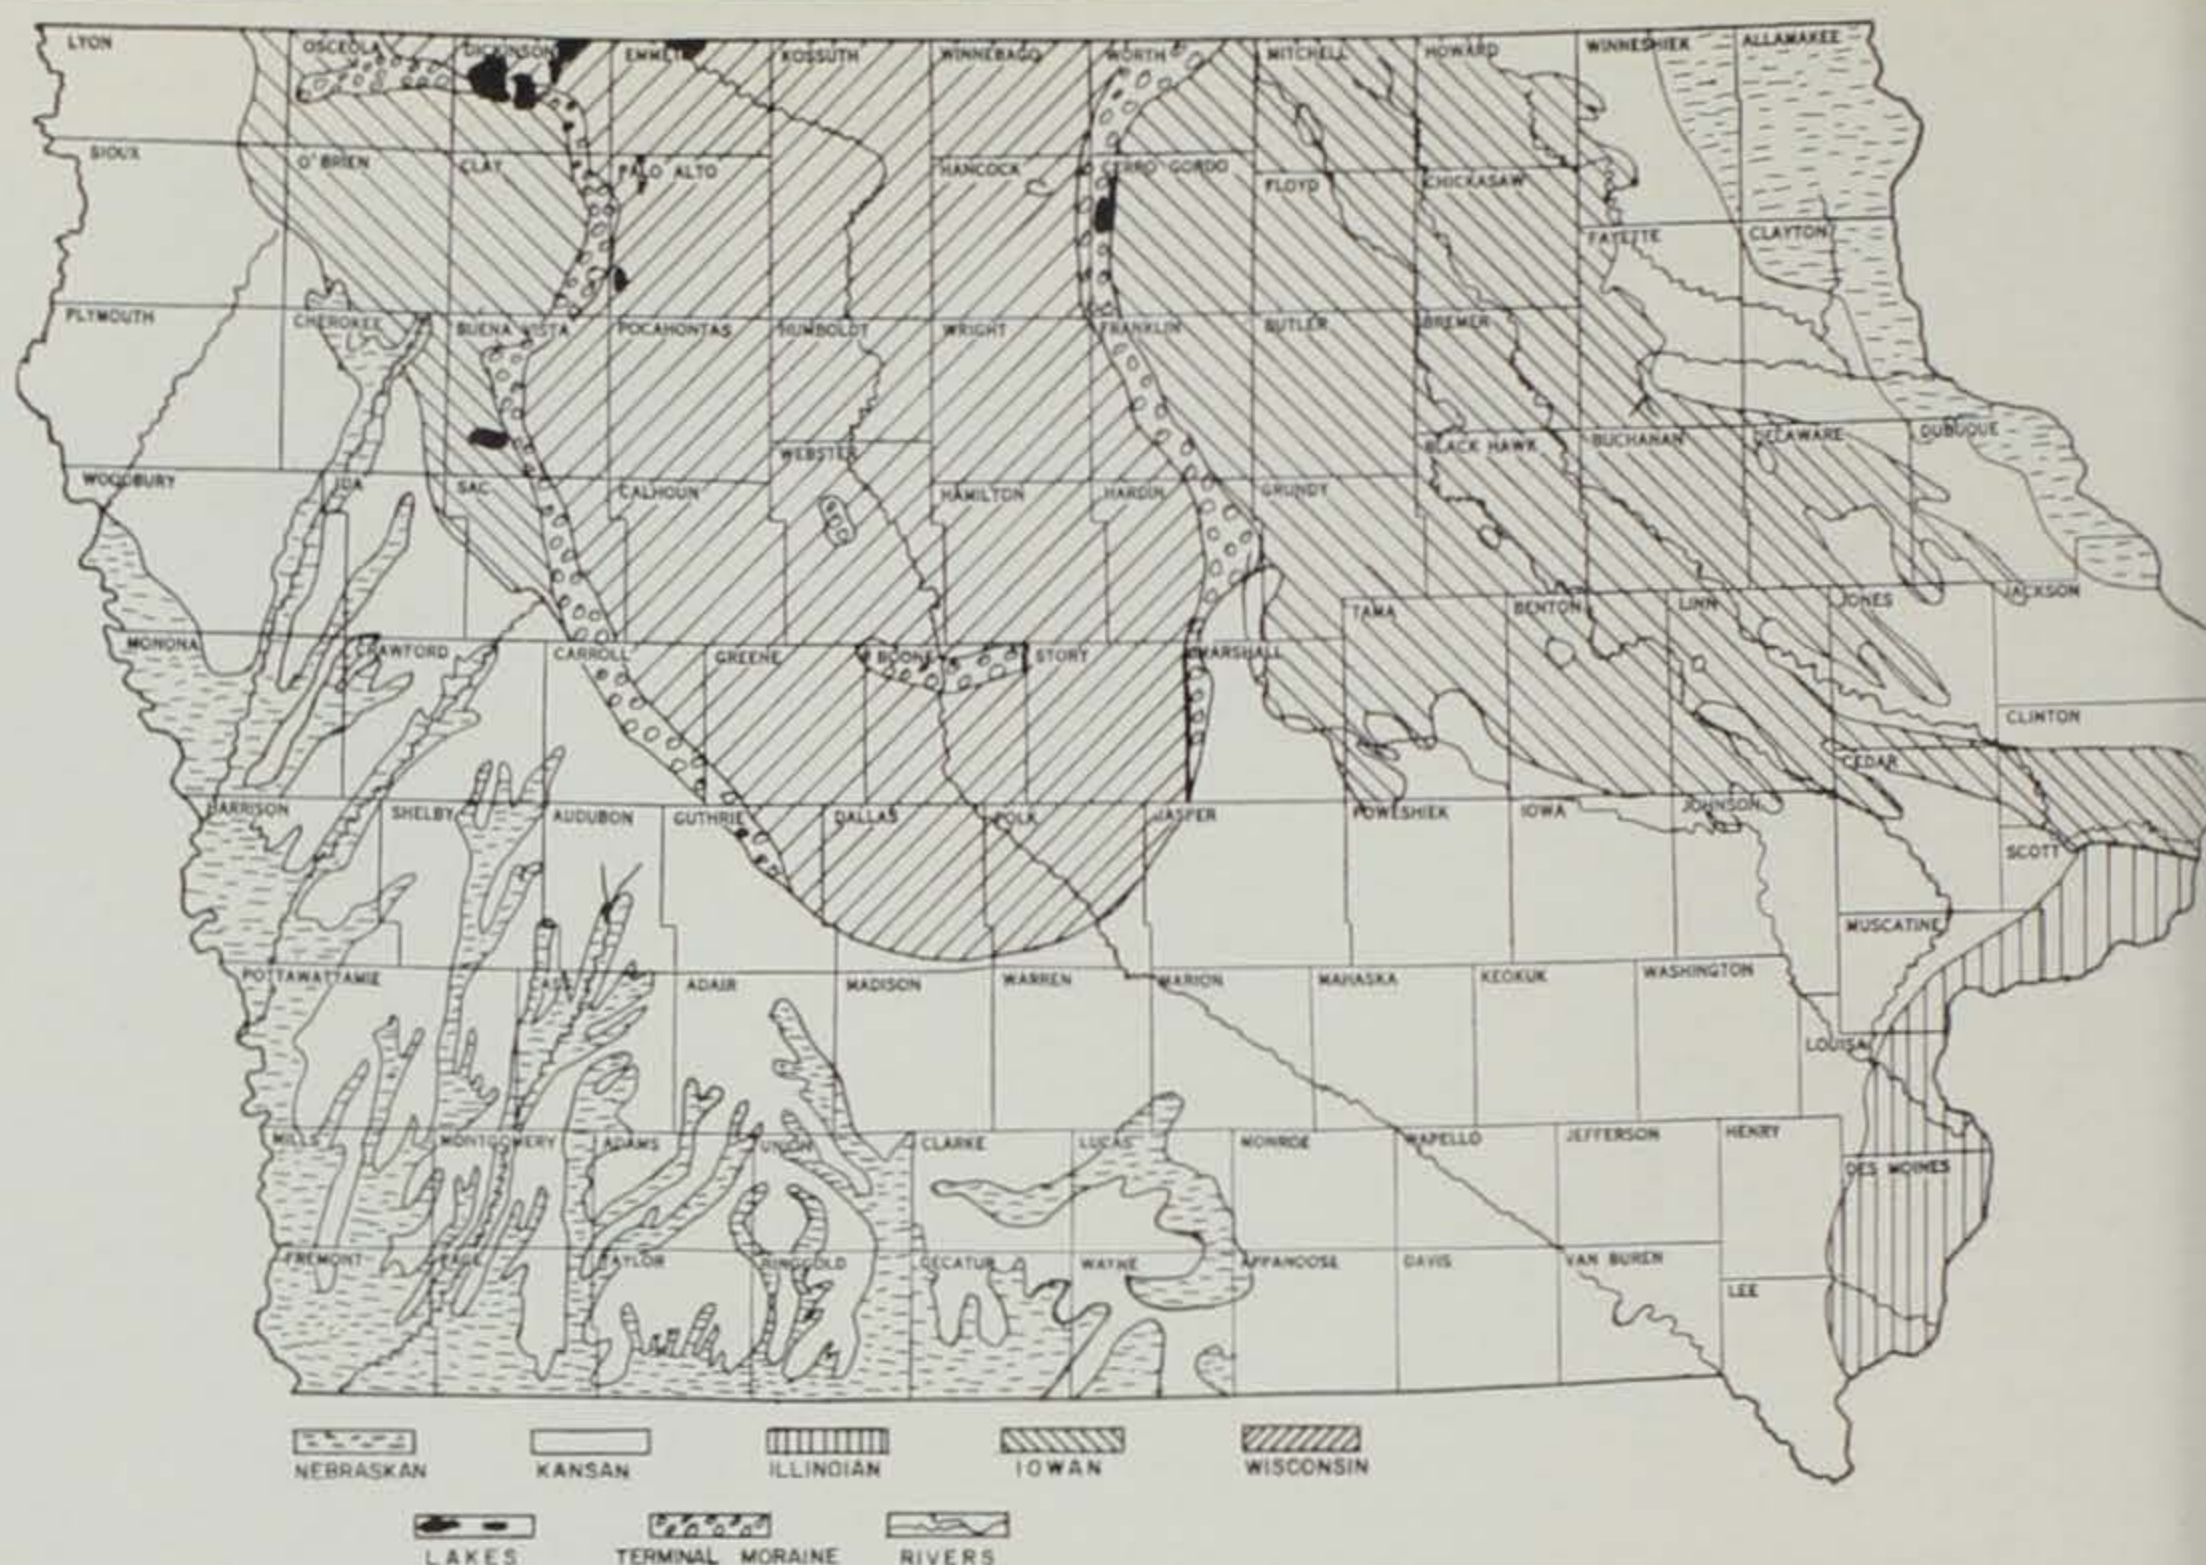 LYON OSCEOLA DICKINSON EMMET KOSSUTH WINNEBAGO WORTH MITCHELL HOWARD WINNESHIEK ALLAMAKEE
SIOUX O'BRIEN CLAY PALO ALTO HANCOCK CERRO GORDO FLOYD CHICKASAW
FAYETTE CLAYTON
PLYMOUTH CHEROKEE BUENA VISTA POCAHONTAS HUMBOLDT WRIGHT FRANKLIN BUTLER BREMER
WEBSTER BLACK HAWK BUCHANAN DELAWARE DUBUQUE
WOODBURY IDA SAC CALHOUN HAMILTON HARDIN GRUNDY
TAMA BENTON LINN JONES JACKSON
MONONA CRAWFORD CARROLL GREENE BOONE STORY MARSHALL
CLINTON
CEDAR
HARRISON SHELBY AUDUBON GUTHRIE DALLAS POLK JASPER POWESHIEK IOWA JOHNSON
SCOTT
MUSCATINE
POTTAWATTAMIE CASS ADAIR MADISON WARREN MARION MAHASKA KEOKUK WASHINGTON
LOUISA
MILLS MONTGOMERY ADAMS UNION CLARKE LUCAS MONROE WAPELLO JEFFERSON HENRY
DES MOINES
FREMONT PAGE TAYLOR RINGGOLD DECATUR WAYNE APPANOOSE DAVIS VAN BUREN
LEE
NEBRASKAN KANSAN ILLINOIAN IOWAN WISCONSIN
LAKES TERMINAL MORAINE RIVERS